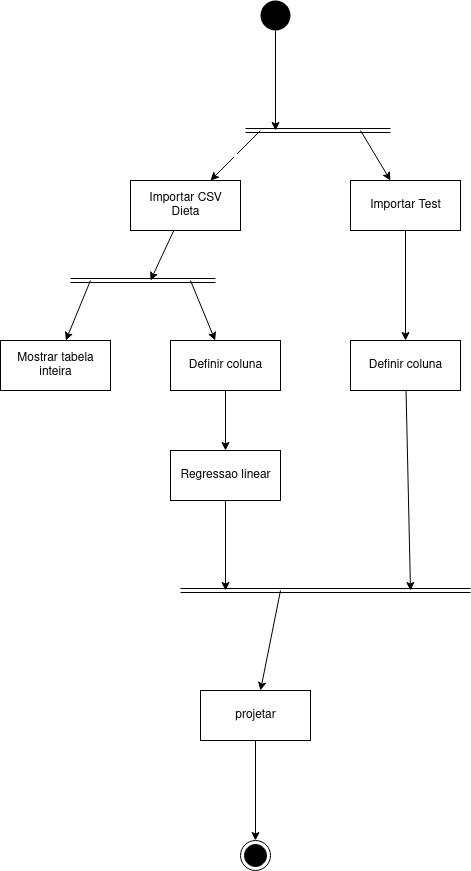 Importar CSV
Dieta
Importar Test
Mostrar tabela
inteira
Definir coluna
Definir coluna
Regressao linear
projetar